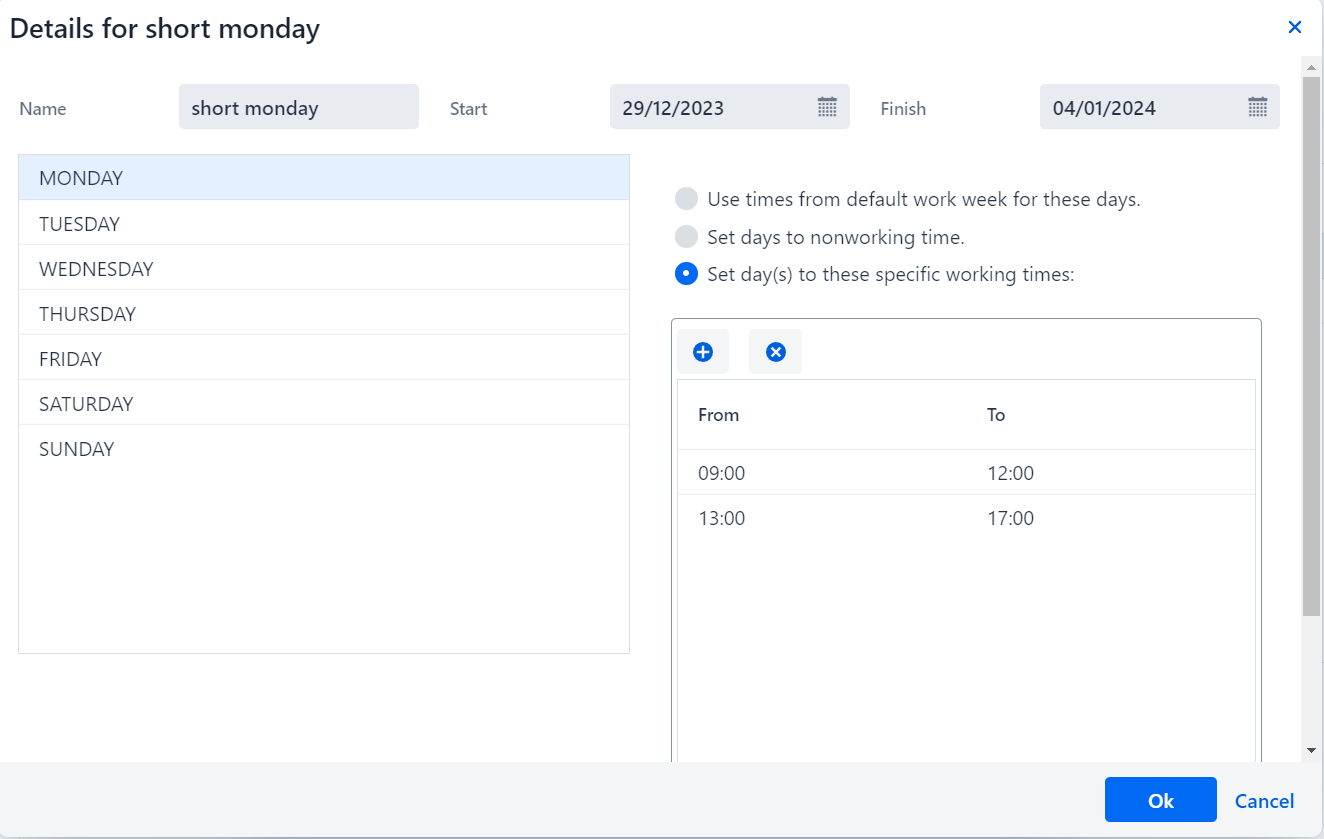 Details for short monday
Name short monday Start 29/12/2023 Finish 04/01/2024
MONDAY
TUESDAY
WEDNESDAY
THURSDAY
FRIDAY
SATURDAY
SUNDAY
Use times from default work week for these days.
Set days to nonworking time.
Set day(s) to these specific working times:
From To
09:00 12:00
13:00 17:00
Ok Cancel